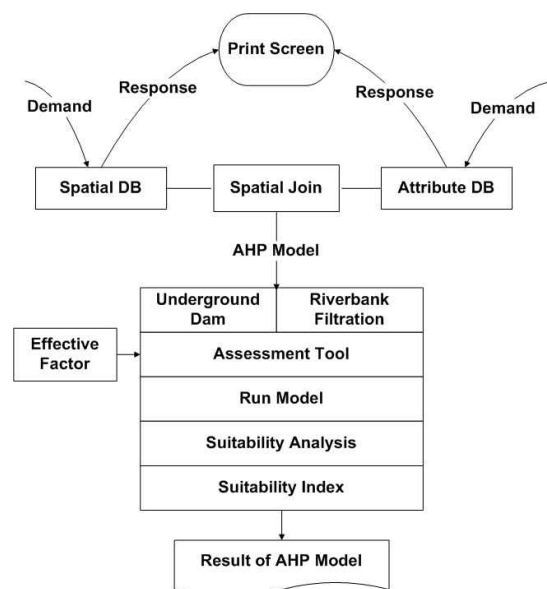 Print Screen
Response
Response
Demand
Demand
Spatial DB
Spatial Join
Attribute DB
AHP Model
Underground
Dam
Riverbank
Filtration
Effective
Factor
Assessment Tool
Run Model
Suitability Analysis
Suitability Index
Result of AHP Model